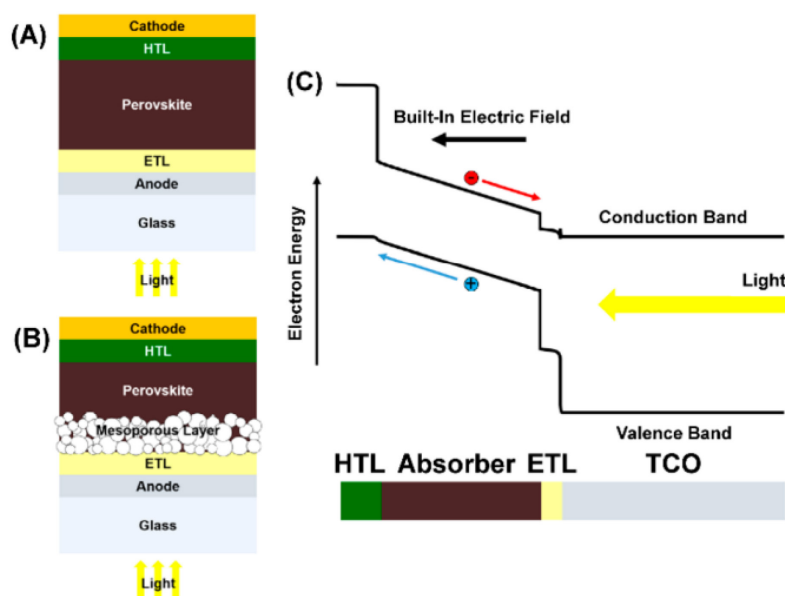 (A)
Cathode
HTL
Perovskite
ETL
Anode
Glass
Light
(B)
Cathode
HTL
Perovskite
Mesoporous Layer
ETL
Anode
Glass
Light
(C)
Built-In Electric Field
-
Conduction Band
Electron Energy
+
Light
Valence Band
HTL Absorber ETL TCO